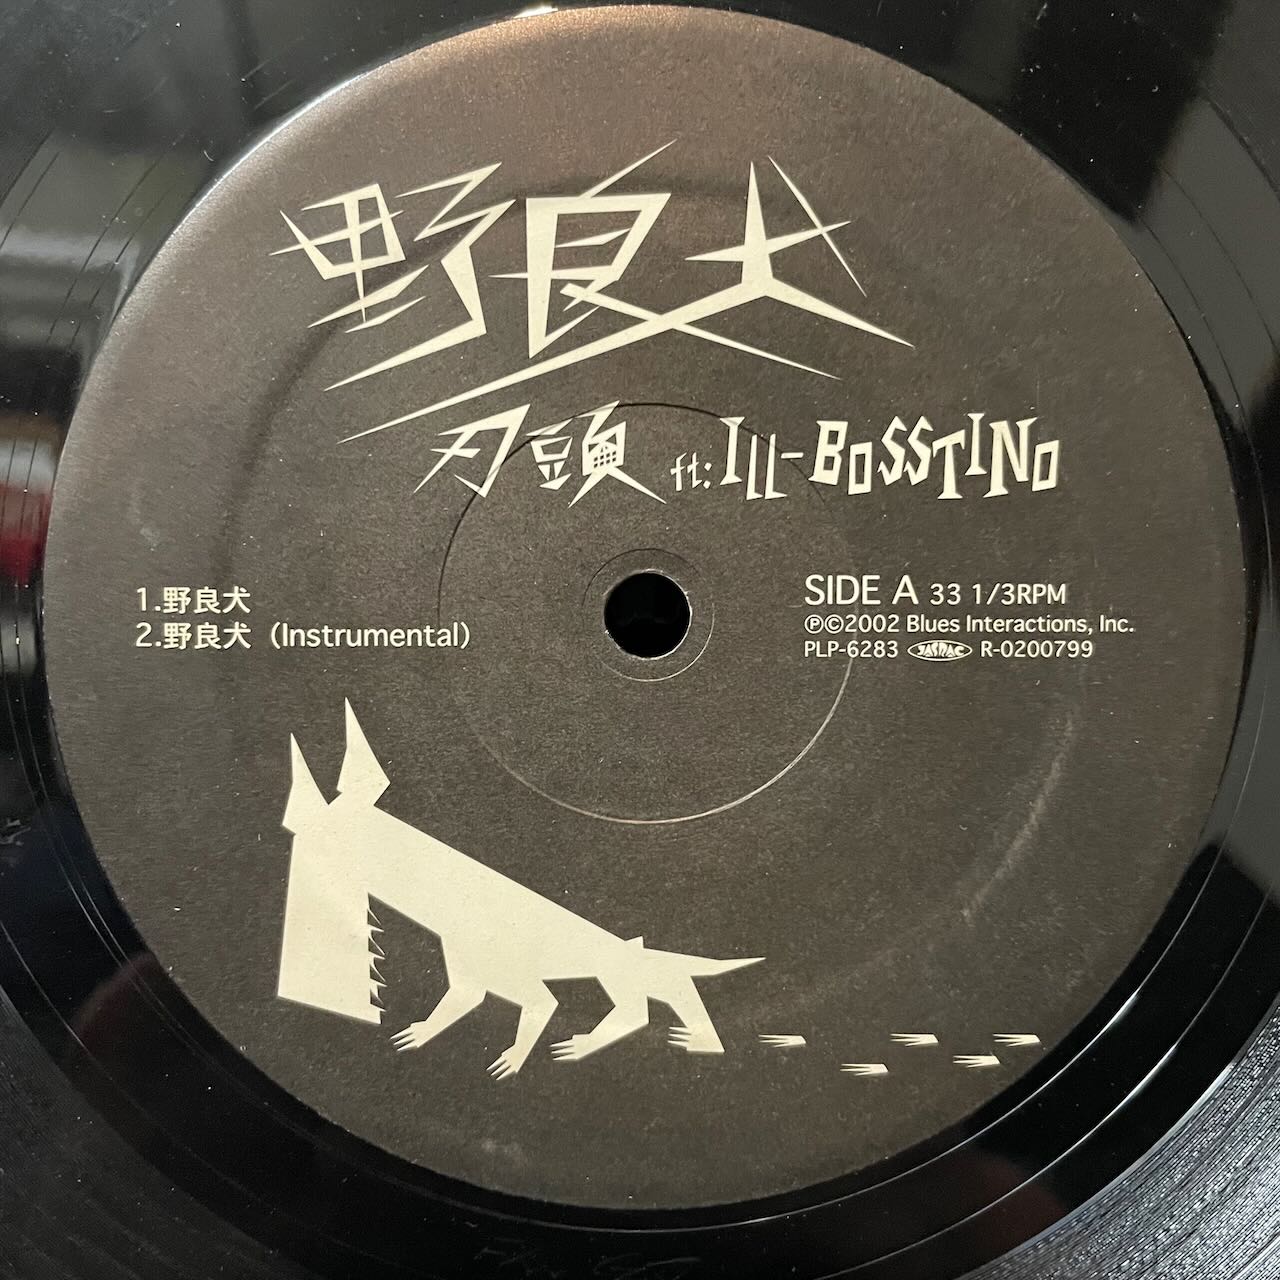 野良犬
刃頭 ft: ILL-BOSSTINO
1.野良犬
2.野良犬 (Instrumental)
SIDE A 33 1/3RPM
Ⓟ©2002 Blues Interactions, Inc.
PLP-6283 JASRAC R-0200799